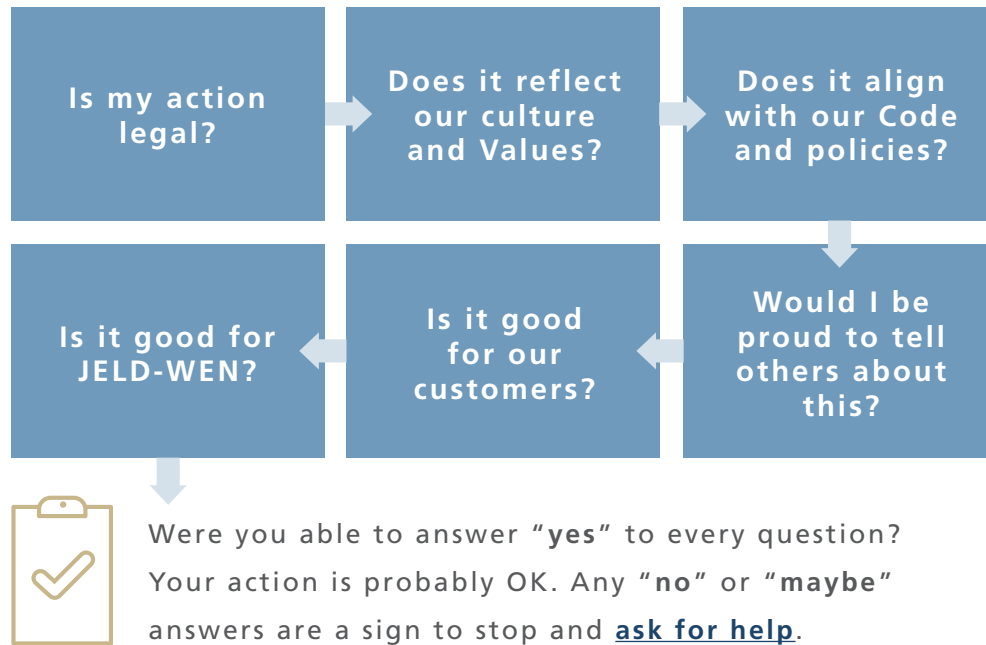 Is my action
legal?
Does it reflect
our culture
and Values?
Does it align
with our Code
and policies?
Would I be
proud to tell
others about
this?
Is it good
for our
customers?
Is it good for
JELD-WEN?
Were you able to answer “yes” to every question?
Your action is probably OK. Any “no” or “maybe”
answers are a sign to stop and ask for help.